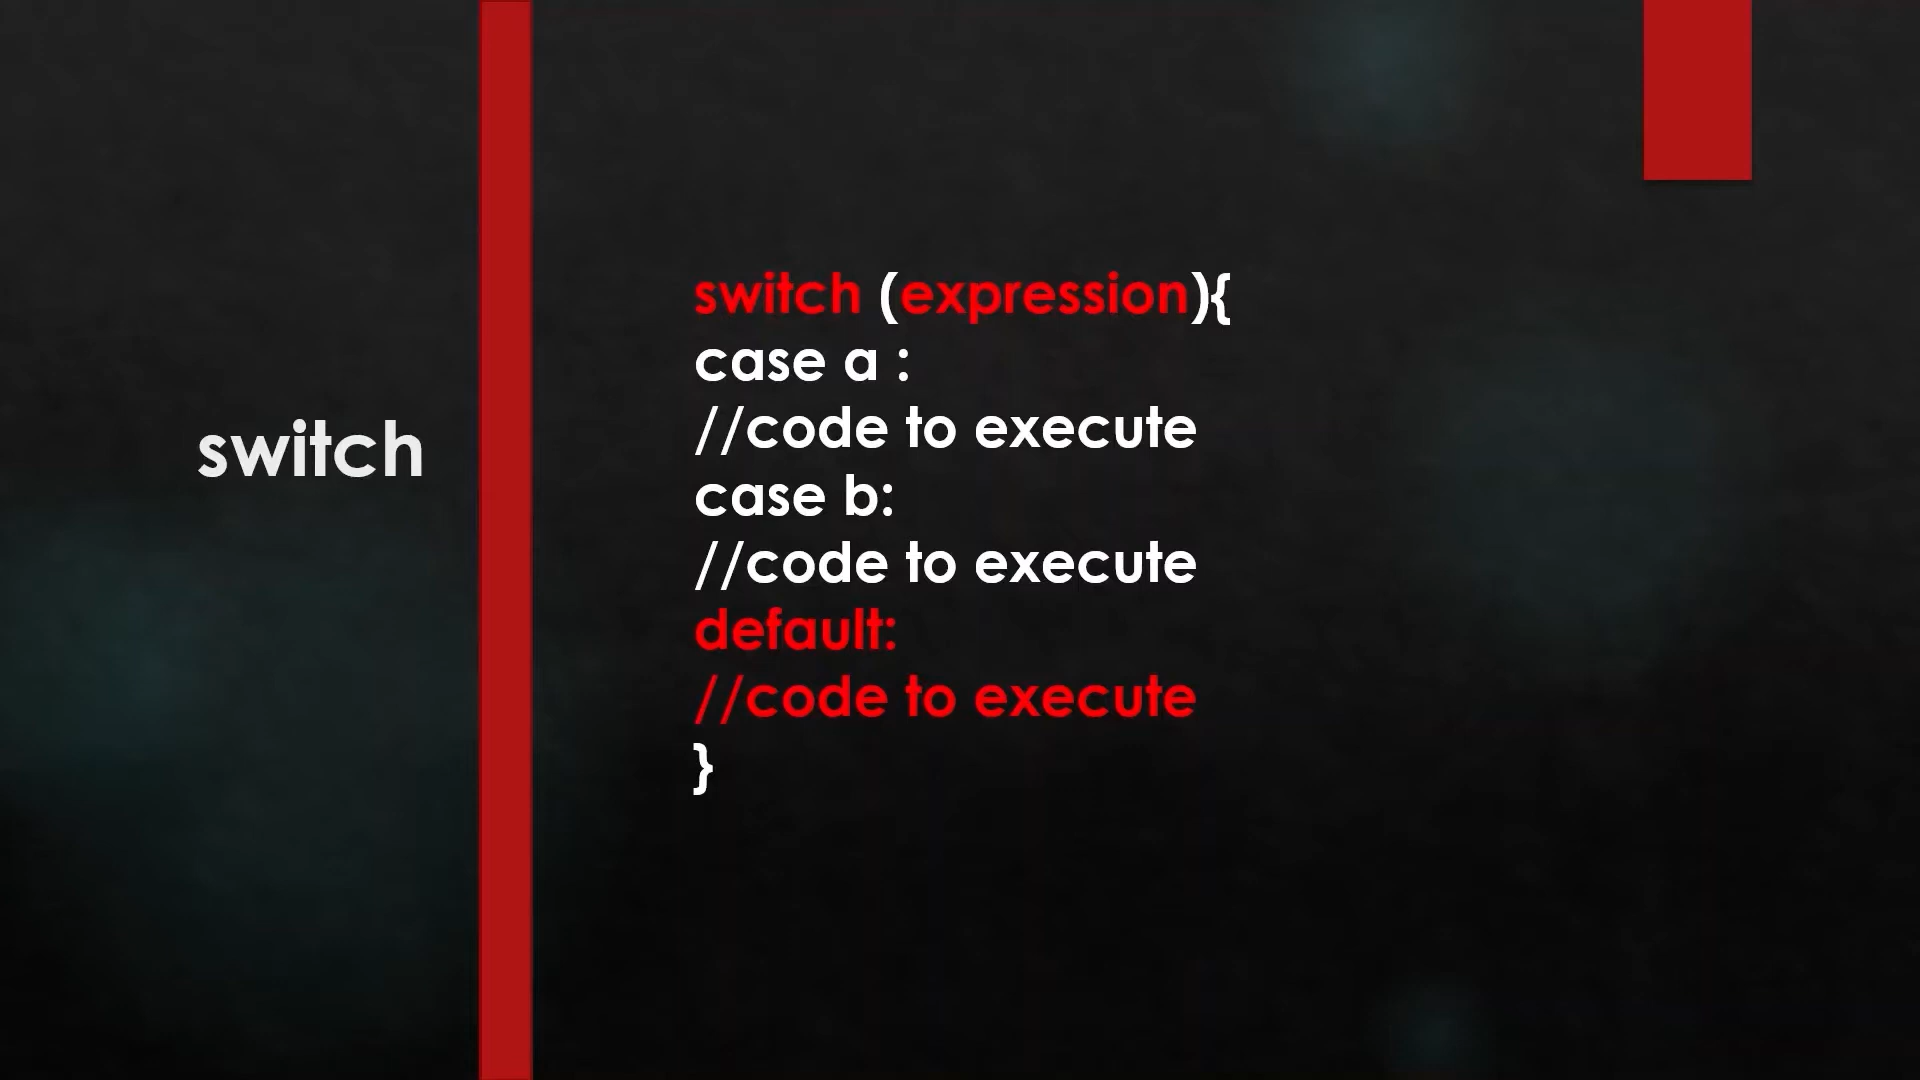 switch
switch (expression){
case a :
//code to execute
case b:
//code to execute
default:
//code to execute
}